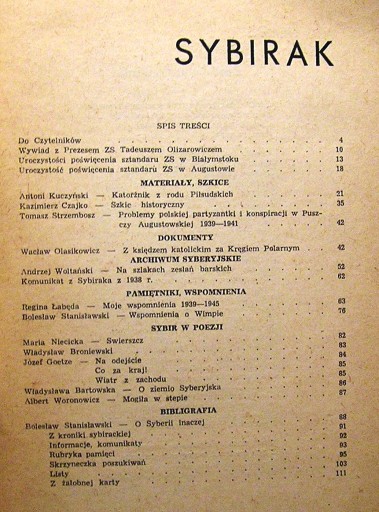 SYBIRAK
SPIS TREŚCI
Do Czytelników . . . . 4
Wywiad z Prezesem ZS Tadeuszem Olizarowiczem . . . . 10
Uroczystości poświęcenia sztandaru ZS w Białymstoku . . . . 13
Uroczystość poświęcenia sztandaru ZS w Augustowie . . . . 18
MATERIAŁY, SZKICE
Antoni Kuczyński — Katorżnik z rodu Piłsudskich . . . . 21
Kazimierz Czajko — Szkic historyczny . . . . 35
Tomasz Strzembosz — Problemy polskiej partyzantki i konspiracji w Pusz-
czy Augustowskiej 1939—1941 . . . . 42
DOKUMENTY
Wacław Olasikowicz — Z księdzem katolickim za Kręgiem Polarnym . . 42
ARCHIWUM SYBERYJSKIE
Andrzej Woltański — Na szlakach zesłań barskich . . . . 52
Komunikat z Sybiraka z 1938 r. . . . . 62
PAMIĘTNIKI, WSPOMNIENIA
Regina Łabęda — Moje wspomnienia 1939—1945 . . . . 63
Bolesław Stanisławski — Wspomnienia o Wimpie . . . . 76
SYBIR W POEZJI
Maria Niecicka — Swierszcz . . . . 82
Władysław Broniewski . . . . 83
Józef Goetze — Na odejście . . . . 84
Co za kraj! . . . . 85
Wiatr z zachodu . . . . 85
Władysława Bartowska — O ziemio Syberyjska . . . . 86
Albert Woronowicz — Mogiła w stepie . . . . 87
BIBLIGRAFIA
Bolesław Stanisławski — O Syberii inaczej . . . . 88
Z kroniki sybirackiej . . . . 91
Informacje, komunikaty . . . . 92
Rubryka pamięci . . . . 93
Skrzyneczka poszukiwań . . . . 95
Listy . . . . 103
Z żałobnej karty . . . . 111